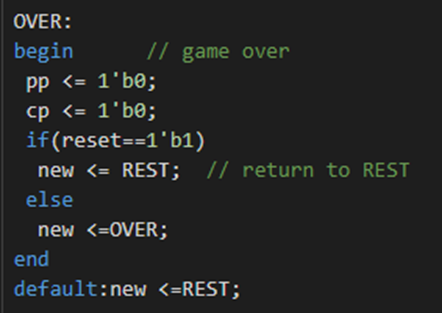 OVER:
begin      // game over
 pp <= 1'b0;
 cp <= 1'b0;
 if(reset==1'b1)
  new <= REST;  // return to REST
 else
  new <=OVER;
end
default:new <=REST;